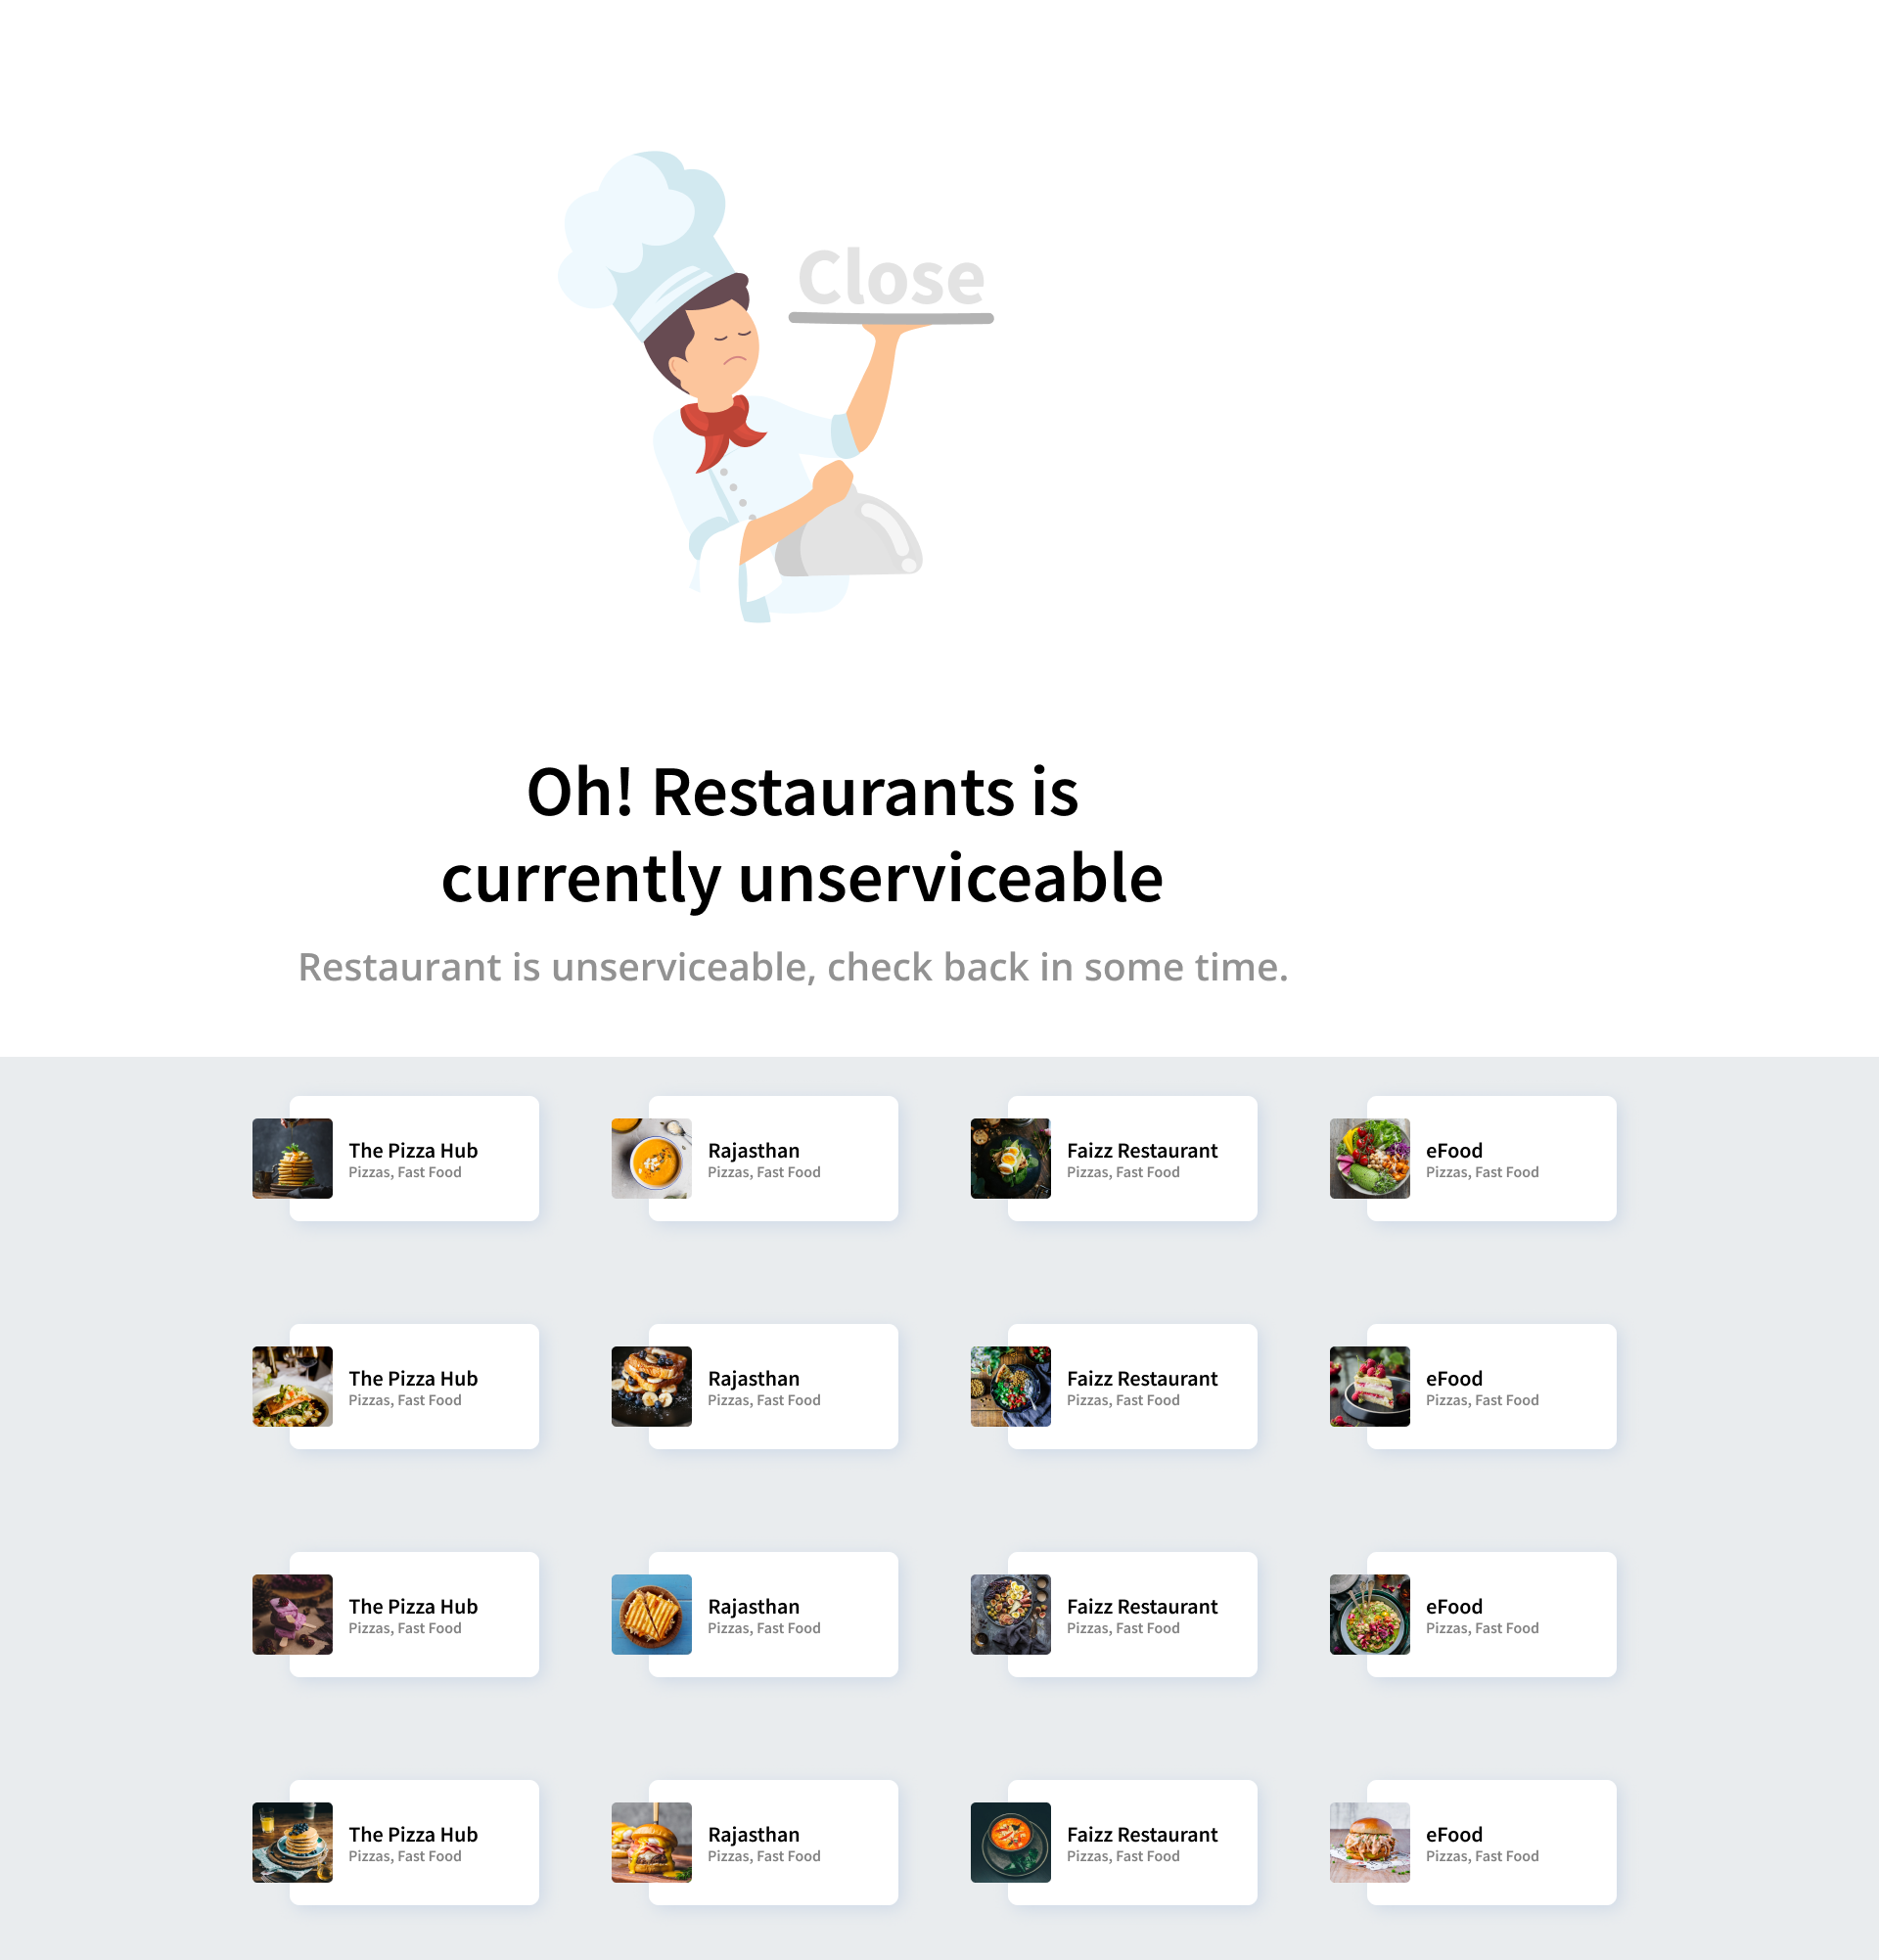 Close
Oh! Restaurants is
currently unserviceable
Restaurant is unserviceable, check back in some time.
The Pizza Hub
Pizzas, Fast Food
Rajasthan
Pizzas, Fast Food
Faizz Restaurant
Pizzas, Fast Food
eFood
Pizzas, Fast Food
The Pizza Hub
Pizzas, Fast Food
Rajasthan
Pizzas, Fast Food
Faizz Restaurant
Pizzas, Fast Food
eFood
Pizzas, Fast Food
The Pizza Hub
Pizzas, Fast Food
Rajasthan
Pizzas, Fast Food
Faizz Restaurant
Pizzas, Fast Food
eFood
Pizzas, Fast Food
The Pizza Hub
Pizzas, Fast Food
Rajasthan
Pizzas, Fast Food
Faizz Restaurant
Pizzas, Fast Food
eFood
Pizzas, Fast Food